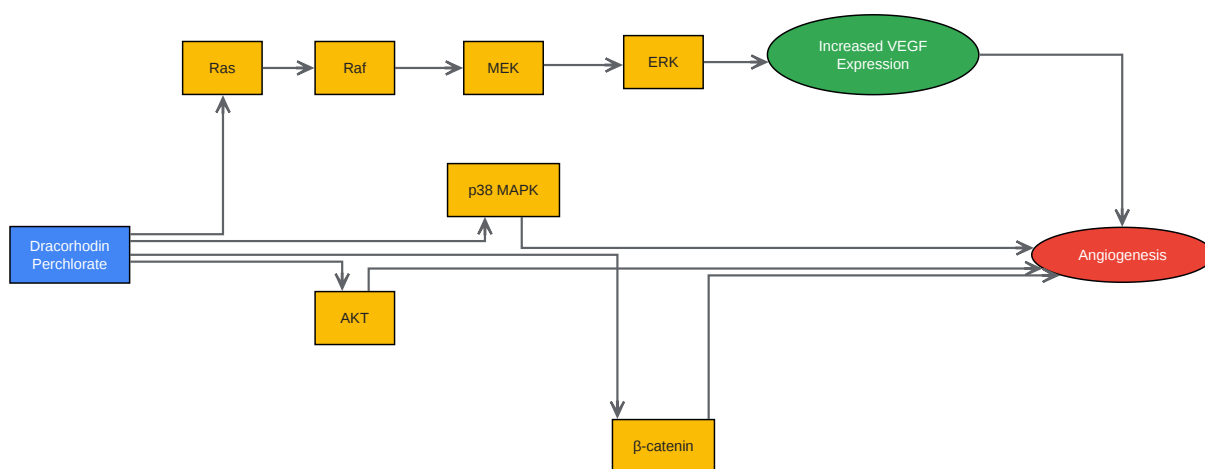 Ras
Raf
MEK
ERK
Increased VEGF
Expression
p38 MAPK
Dracorhodin
Perchlorate
Angiogenesis
AKT
β-catenin